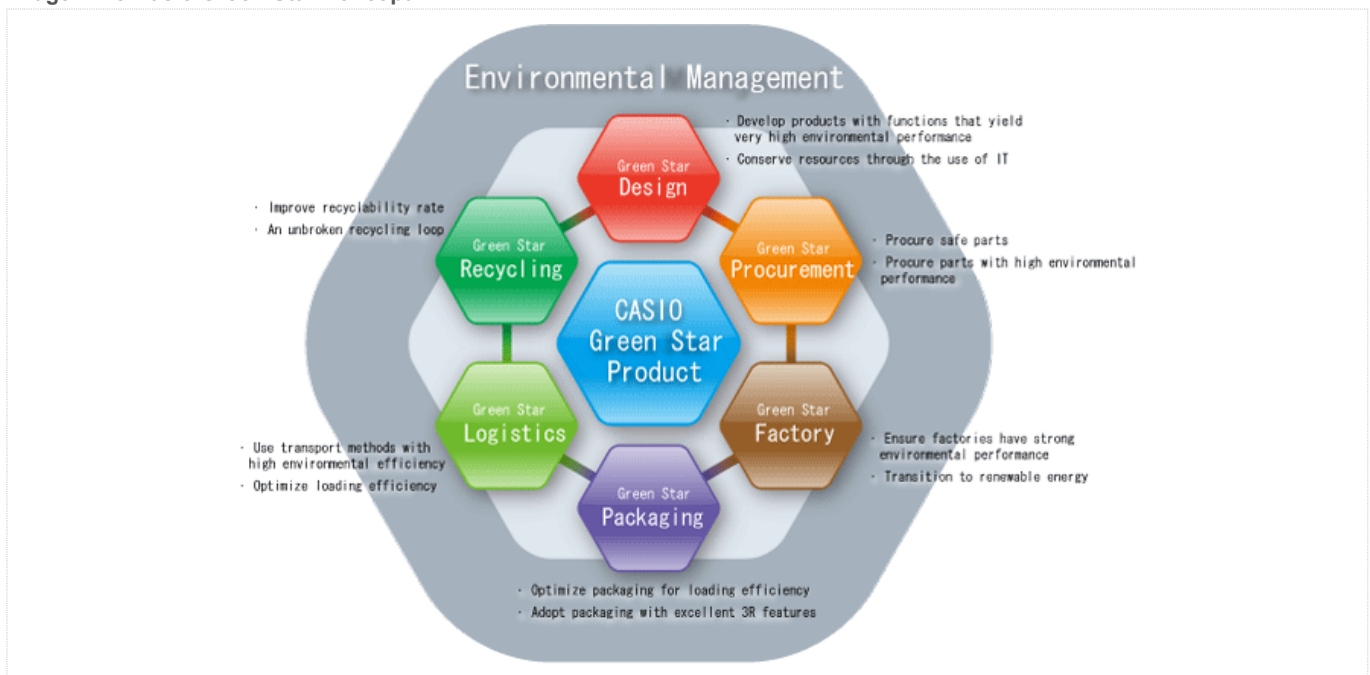 Environmental Management
· Develop products with functions that yield
very high environmental performance
· Conserve resources through the use of IT
Green Star
Design
· Improve recyclability rate
· An unbroken recycling loop
Green Star
Recycling
Green Star
Procurement
· Procure safe parts
· Procure parts with high environmental
performance
CASIO
Green Star
Product
Green Star
Logistics
· Use transport methods with
high environmental efficiency
· Optimize loading efficiency
Green Star
Factory
· Ensure factories have strong
environmental performance
· Transition to renewable energy
Green Star
Packaging
· Optimize packaging for loading efficiency
· Adopt packaging with excellent 3R features